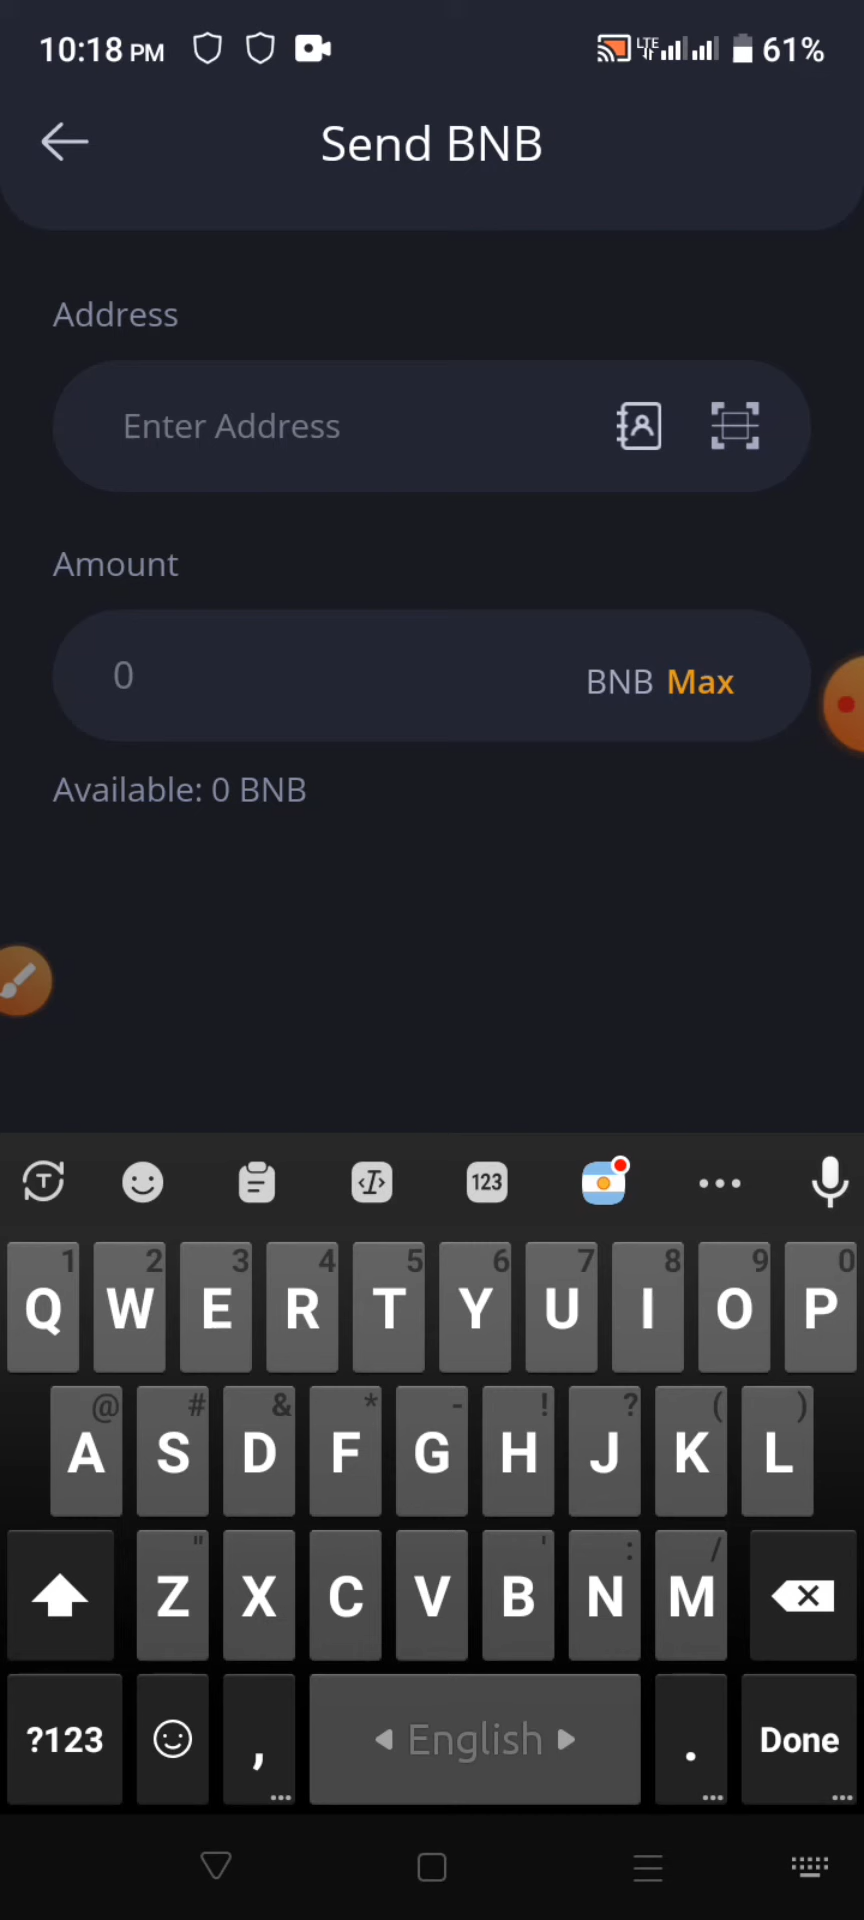 10:18 PM LTE 61%
Send BNB
Address
Enter Address
Amount
0 BNB Max
Available: 0 BNB
T I 123
1 2 3 4 5 6 7 8 9 0
Q W E R T Y U I O P
@ # & * - ! ? ( )
A S D F G H J K L
" ' : /
Z X C V B N M
?123 , English . Done